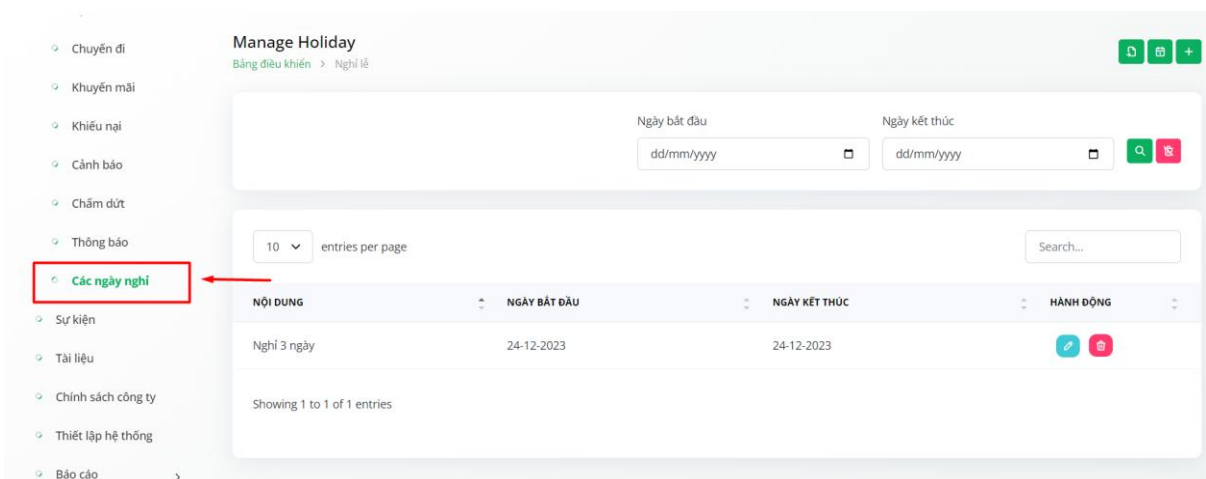 Chuyến đi
Khuyến mãi
Khiếu nại
Cảnh báo
Chấm dứt
Thông báo
Các ngày nghỉ
Sự kiện
Tài liệu
Chính sách công ty
Thiết lập hệ thống
Báo cáo
Manage Holiday
Bảng điều khiển > Nghỉ lễ
Ngày bắt đầu Ngày kết thúc
dd/mm/yyyy dd/mm/yyyy
10 entries per page Search...
NỘI DUNG NGÀY BẮT ĐẦU NGÀY KẾT THÚC HÀNH ĐỘNG
Nghỉ 3 ngày 24-12-2023 24-12-2023
Showing 1 to 1 of 1 entries